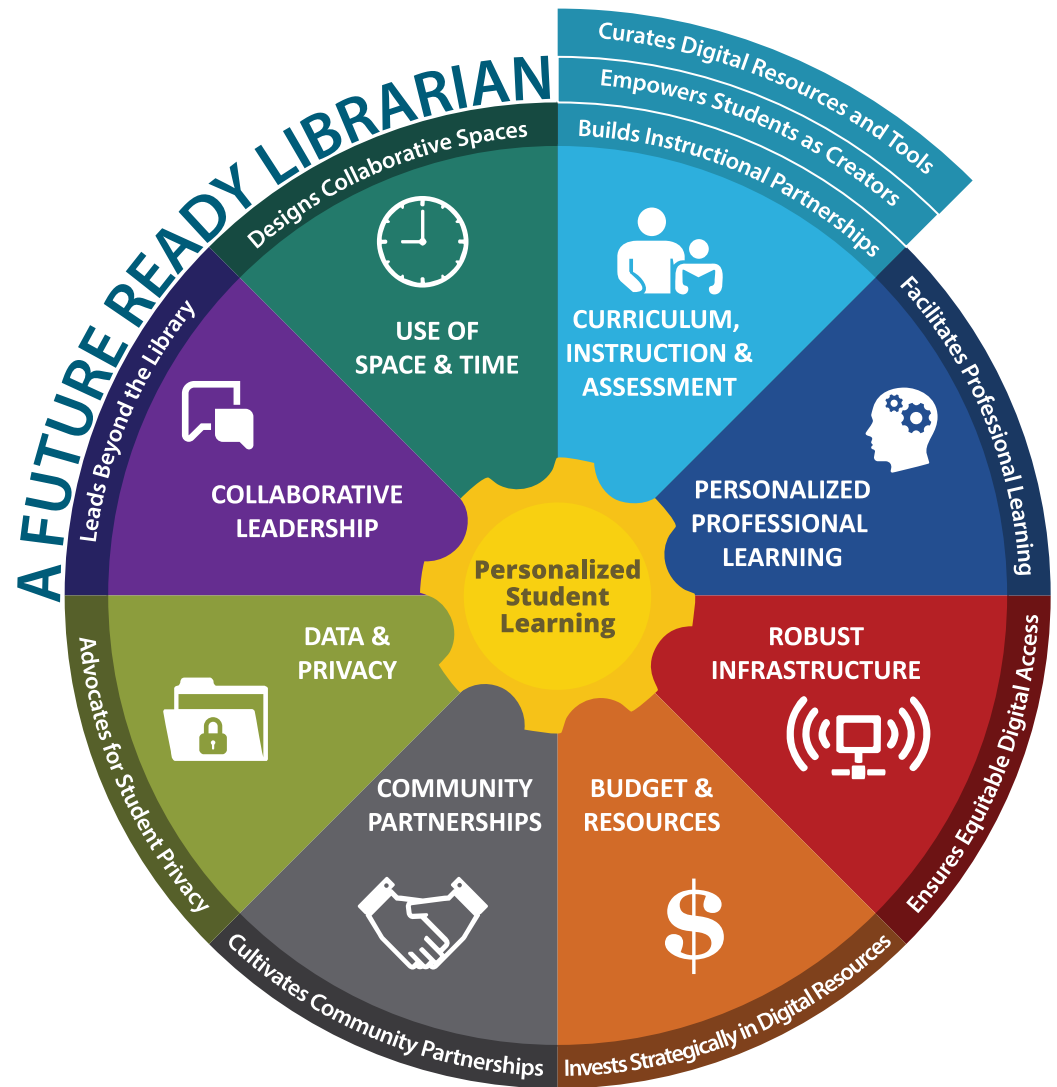 A FUTURE READY LIBRARIAN
Curates Digital Resources and Tools
Empowers Students as Creators
Builds Instructional Partnerships
CURRICULUM,
INSTRUCTION &
ASSESSMENT
Facilitates Professional Learning
PERSONALIZED
PROFESSIONAL
LEARNING
Ensures Equitable Digital Access
ROBUST
INFRASTRUCTURE
Invests Strategically in Digital Resources
BUDGET &
RESOURCES
$
Cultivates Community Partnerships
COMMUNITY
PARTNERSHIPS
Advocates for Student Privacy
DATA &
PRIVACY
Leads Beyond the Library
COLLABORATIVE
LEADERSHIP
Designs Collaborative Spaces
USE OF
SPACE & TIME
Personalized
Student
Learning